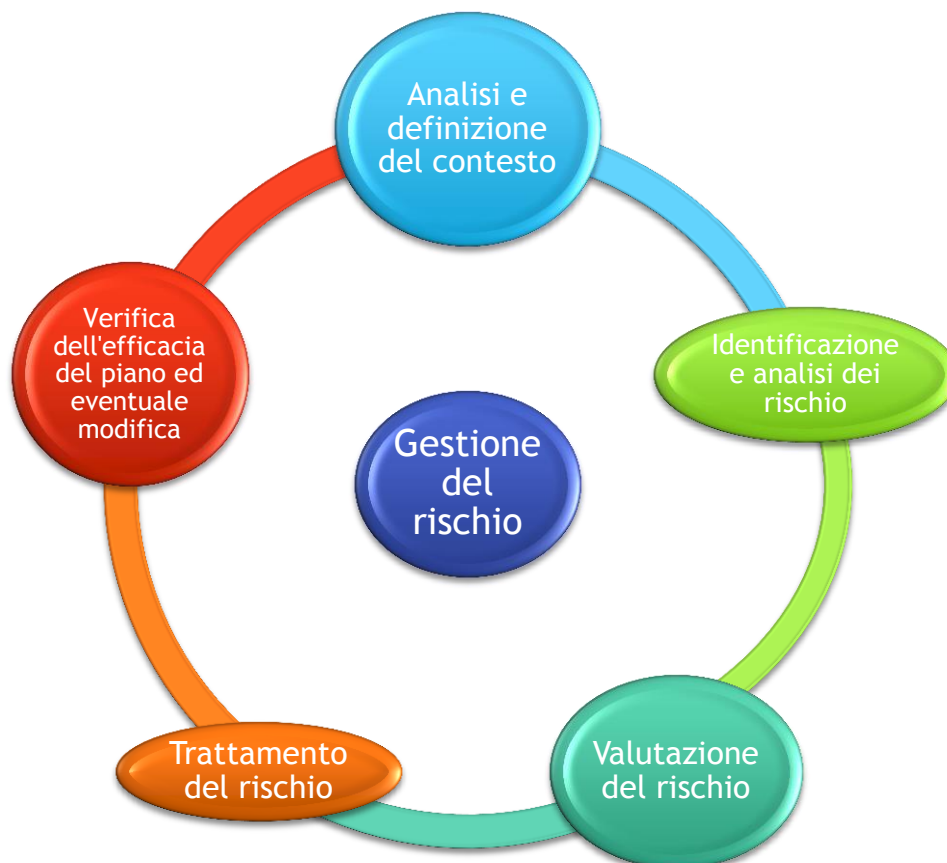 Analisi e
definizione
del contesto
Identificazione
e analisi dei
rischio
Valutazione
del rischio
Trattamento
del rischio
Verifica
dell'efficacia
del piano ed
eventuale
modifica
Gestione
del
rischio